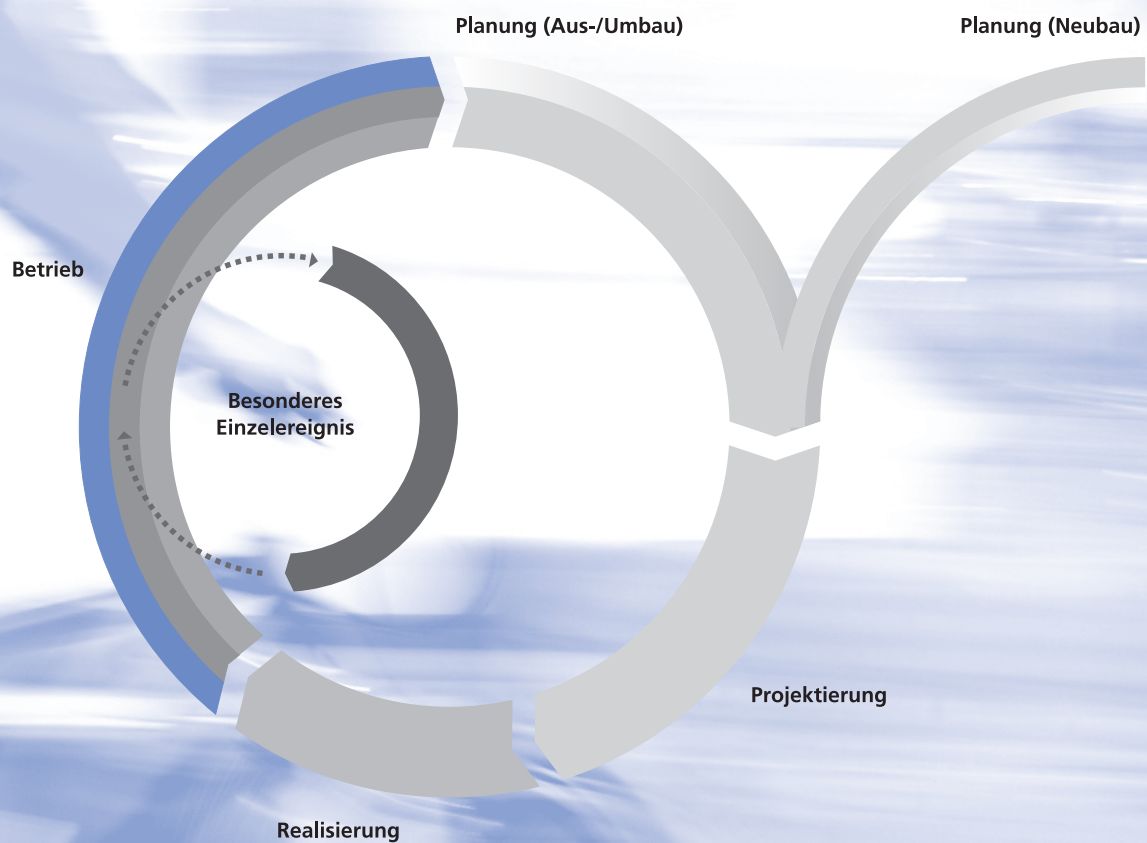 Planung (Aus-/Umbau)
Planung (Neubau)
Betrieb
Besonderes
Einzelereignis
Projektierung
Realisierung